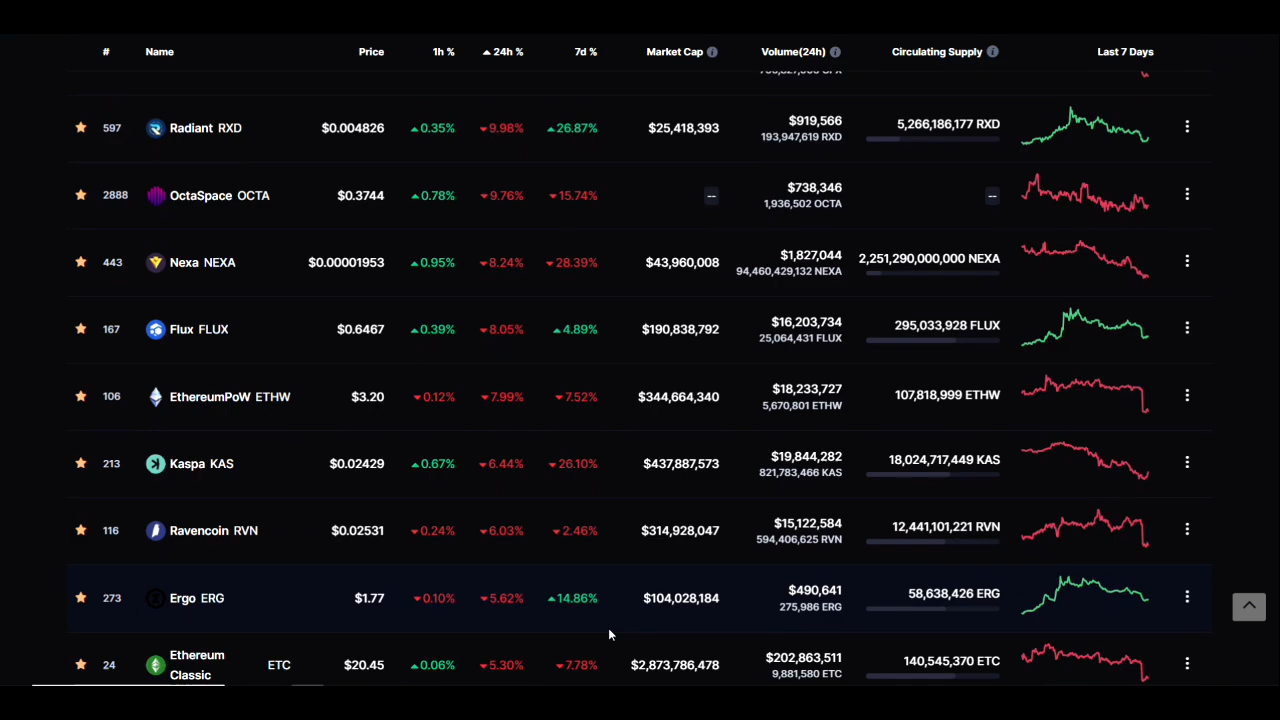 # Name Price 1h % 24h % 7d % Market Cap Volume(24h) Circulating Supply Last 7 Days
597 Radiant RXD $0.004826 0.35% 9.98% 26.87% $25,418,393 $919,566 5,266,186,177 RXD
193,947,619 RXD
2888 OctaSpace OCTA $0.3744 0.78% 9.76% 15.74% -- $738,346 --
1,936,502 OCTA
443 Nexa NEXA $0.00001953 0.95% 8.24% 28.39% $43,960,008 $1,827,044 2,251,290,000,000 NEXA
94,460,429,132 NEXA
167 Flux FLUX $0.6467 0.39% 8.05% 4.89% $190,838,792 $16,203,734 295,033,928 FLUX
25,064,431 FLUX
106 EthereumPoW ETHW $3.20 0.12% 7.99% 7.52% $344,664,340 $18,233,727 107,818,999 ETHW
5,670,801 ETHW
213 Kaspa KAS $0.02429 0.67% 6.44% 26.10% $437,887,573 $19,844,282 18,024,717,449 KAS
821,783,466 KAS
116 Ravencoin RVN $0.02531 0.24% 6.03% 2.46% $314,928,047 $15,122,584 12,441,101,221 RVN
594,406,625 RVN
273 Ergo ERG $1.77 0.10% 5.62% 14.86% $104,028,184 $490,641 58,638,426 ERG
275,986 ERG
24 Ethereum Classic ETC $20.45 0.06% 5.30% 7.78% $2,873,786,478 $202,863,511 140,545,370 ETC
9,881,580 ETC